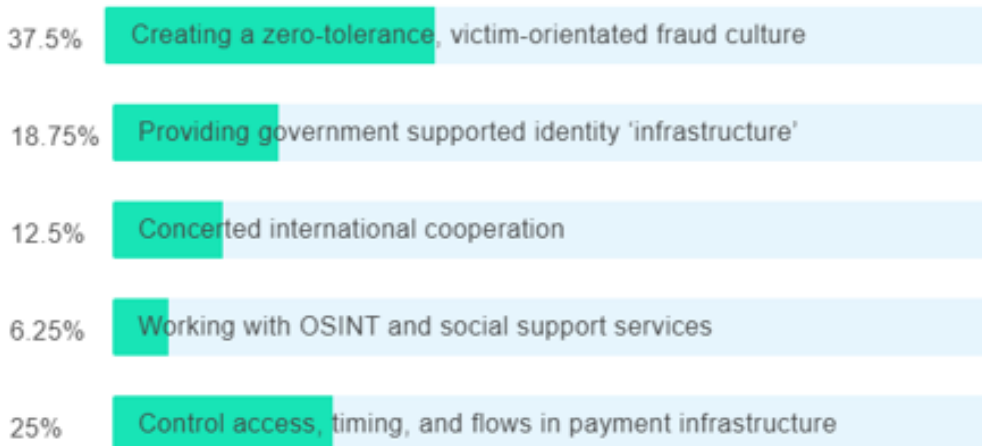 37.5% Creating a zero-tolerance, victim-orientated fraud culture
18.75% Providing government supported identity ‘infrastructure’
12.5% Concerted international cooperation
6.25% Working with OSINT and social support services
25% Control access, timing, and flows in payment infrastructure